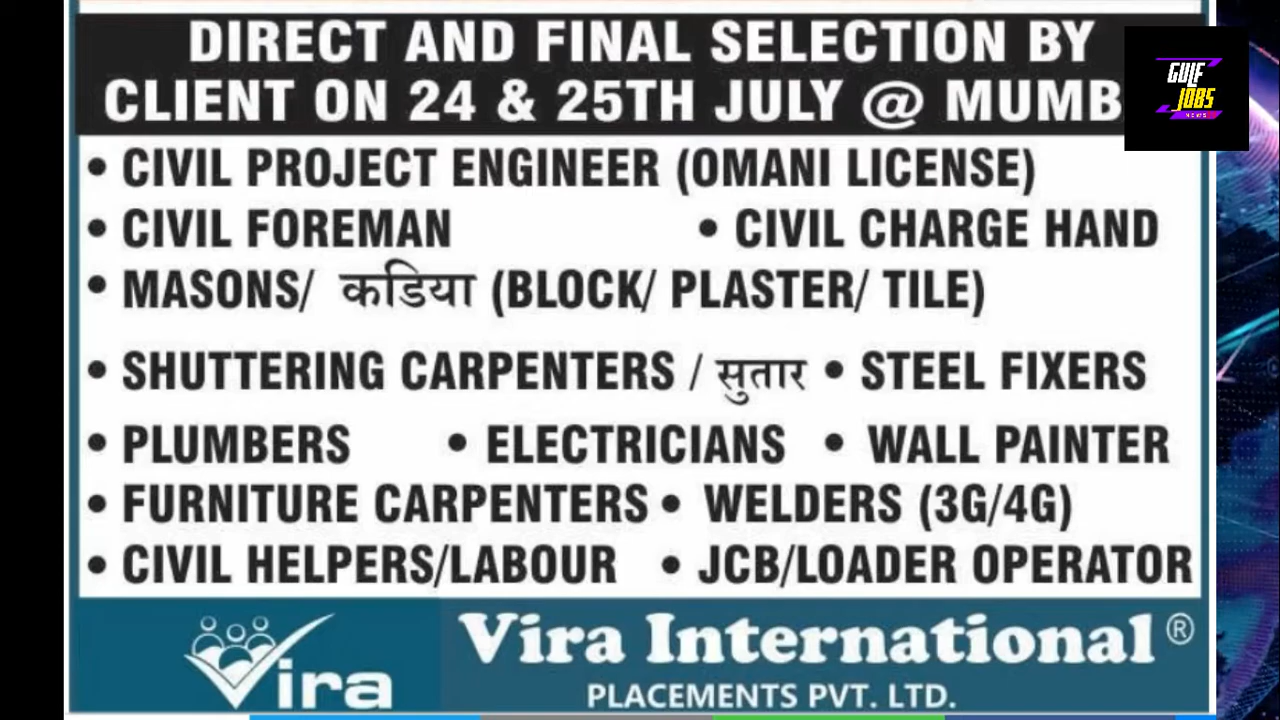 DIRECT AND FINAL SELECTION BY
CLIENT ON 24 & 25TH JULY @ MUMB
GULF
JOBS
NEWS
• CIVIL PROJECT ENGINEER (OMANI LICENSE)
• CIVIL FOREMAN • CIVIL CHARGE HAND
• MASONS/ कडिया (BLOCK/ PLASTER/ TILE)
• SHUTTERING CARPENTERS / सुतार • STEEL FIXERS
• PLUMBERS • ELECTRICIANS • WALL PAINTER
• FURNITURE CARPENTERS • WELDERS (3G/4G)
• CIVIL HELPERS/LABOUR • JCB/LOADER OPERATOR
Vira
Vira International ®
PLACEMENTS PVT. LTD.